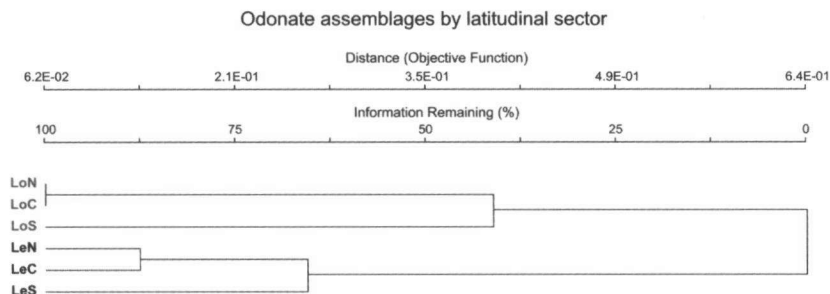 Odonate assemblages by latitudinal sector
Distance (Objective Function)
6.2E-02 2.1E-01 3.5E-01 4.9E-01 6.4E-01
Information Remaining (%)
100 75 50 25 0
LoN
LoC
LoS
LeN
LeC
LeS